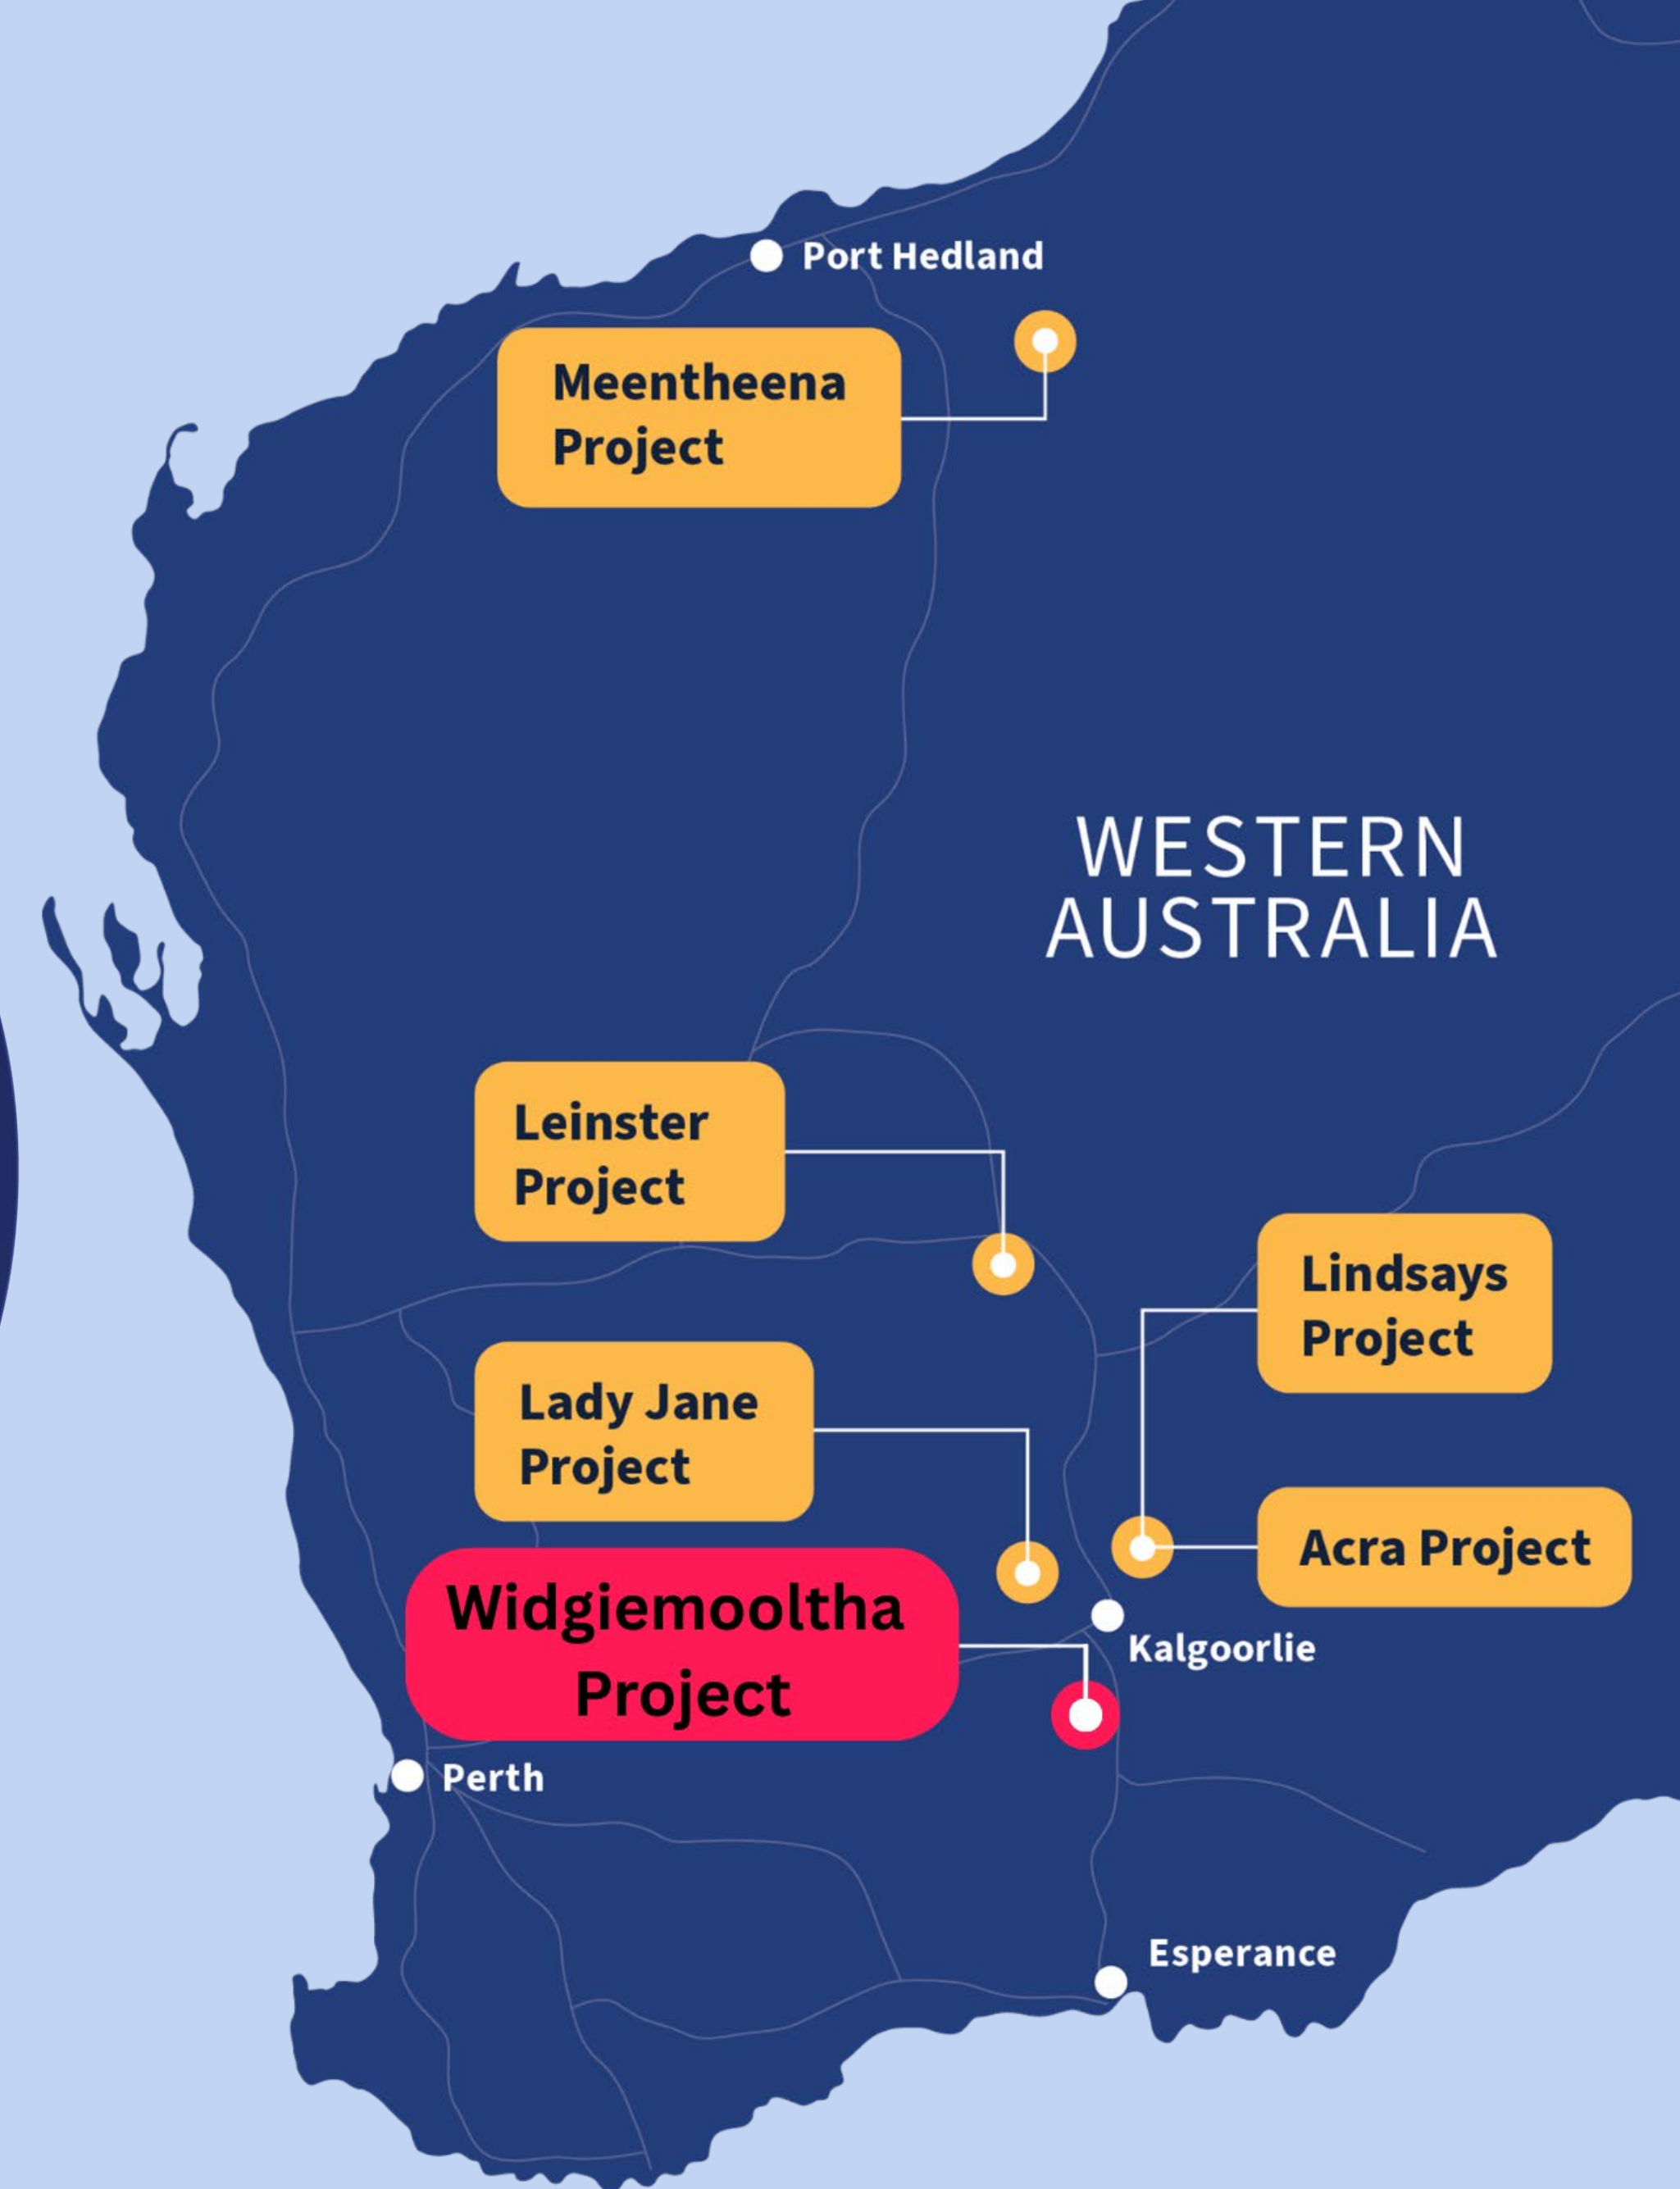 Port Hedland
Meentheena
Project
WESTERN
AUSTRALIA
Leinster
Project
Lindsays
Project
Lady Jane
Project
Acra Project
Widgiemooltha
Project
Kalgoorlie
Perth
Esperance